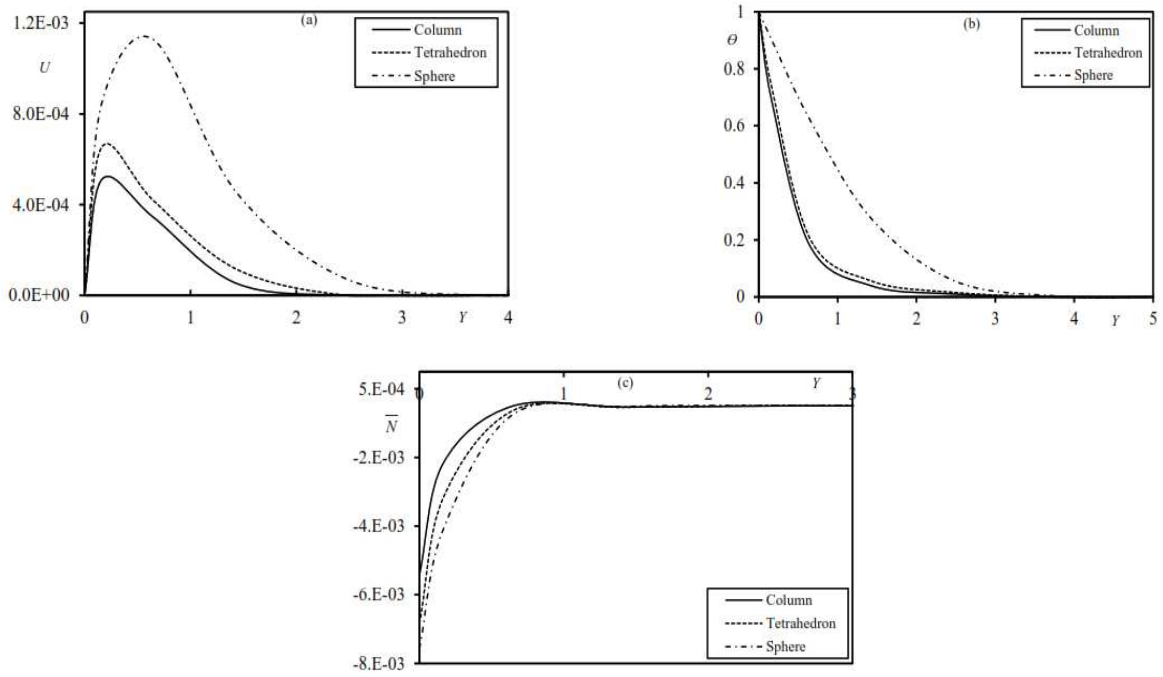 (a)
1.2E-03
U
8.0E-04
4.0E-04
0.0E+00
0
1
2
3
Y
4
Column
Tetrahedron
Sphere
(b)
1
Θ
0.8
0.6
0.4
0.2
0
0
1
2
3
4
Y
5
Column
Tetrahedron
Sphere
(c)
0
1
2
Y
3
5.E-04
N̅
-2.E-03
-4.E-03
-6.E-03
-8.E-03
Column
Tetrahedron
Sphere